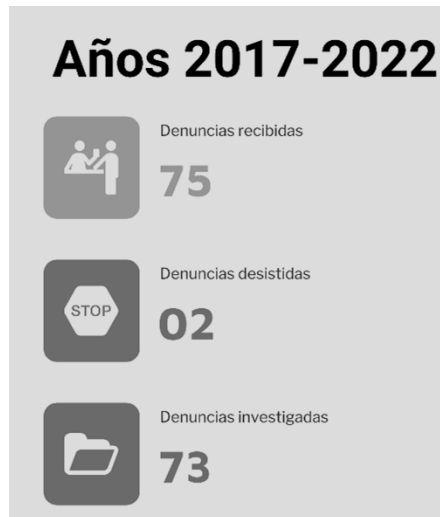 Años 2017-2022
Denuncias recibidas
75
Denuncias desistidas
STOP
02
Denuncias investigadas
73